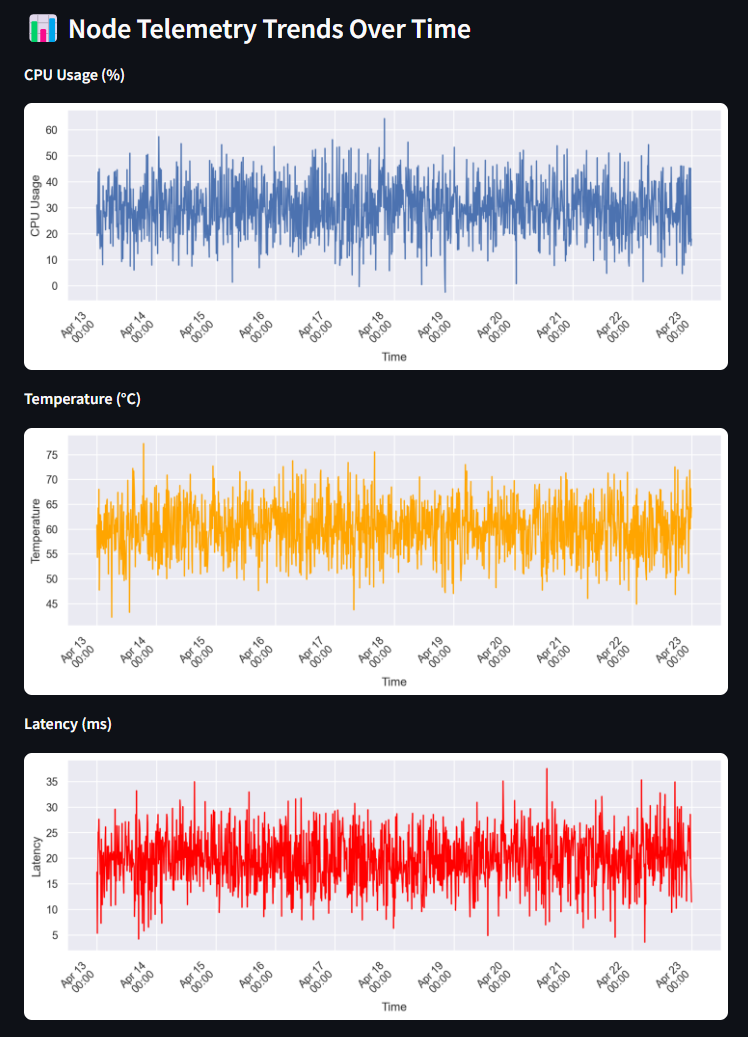 Node Telemetry Trends Over Time
CPU Usage (%)
60
50
40
30
20
10
0
CPU Usage
Apr 13
00:00
Apr 14
00:00
Apr 15
00:00
Apr 16
00:00
Apr 17
00:00
Apr 18
00:00
Apr 19
00:00
Apr 20
00:00
Apr 21
00:00
Apr 22
00:00
Apr 23
00:00
Time
Temperature (°C)
75
70
65
60
55
50
45
Temperature
Apr 13
00:00
Apr 14
00:00
Apr 15
00:00
Apr 16
00:00
Apr 17
00:00
Apr 18
00:00
Apr 19
00:00
Apr 20
00:00
Apr 21
00:00
Apr 22
00:00
Apr 23
00:00
Time
Latency (ms)
35
30
25
20
15
10
5
Latency
Apr 13
00:00
Apr 14
00:00
Apr 15
00:00
Apr 16
00:00
Apr 17
00:00
Apr 18
00:00
Apr 19
00:00
Apr 20
00:00
Apr 21
00:00
Apr 22
00:00
Apr 23
00:00
Time